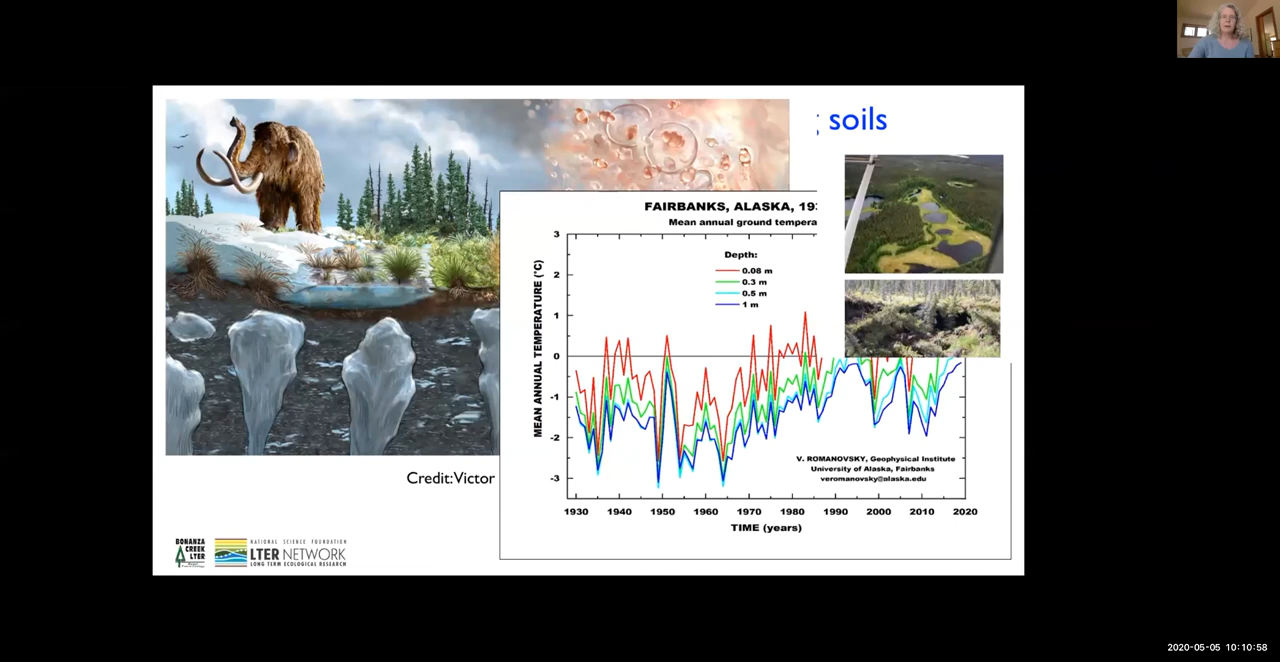 ; soils
FAIRBANKS, ALASKA, 19
Mean annual ground tempera
Depth:
0.08 m
0.3 m
0.5 m
1 m
MEAN ANNUAL TEMPERATURE (°C)
3
2
1
0
-1
-2
-3
V. ROMANOVSKY, Geophysical Institute
University of Alaska, Fairbanks
veromanovsky@alaska.edu
1930 1940 1950 1960 1970 1980 1990 2000 2010 2020
TIME (years)
Credit:Victor
BONANZA
CREEK
LTER
NATIONAL SCIENCE FOUNDATION
LTER NETWORK
LONG TERM ECOLOGICAL RESEARCH
2020-05-05 10:10:58